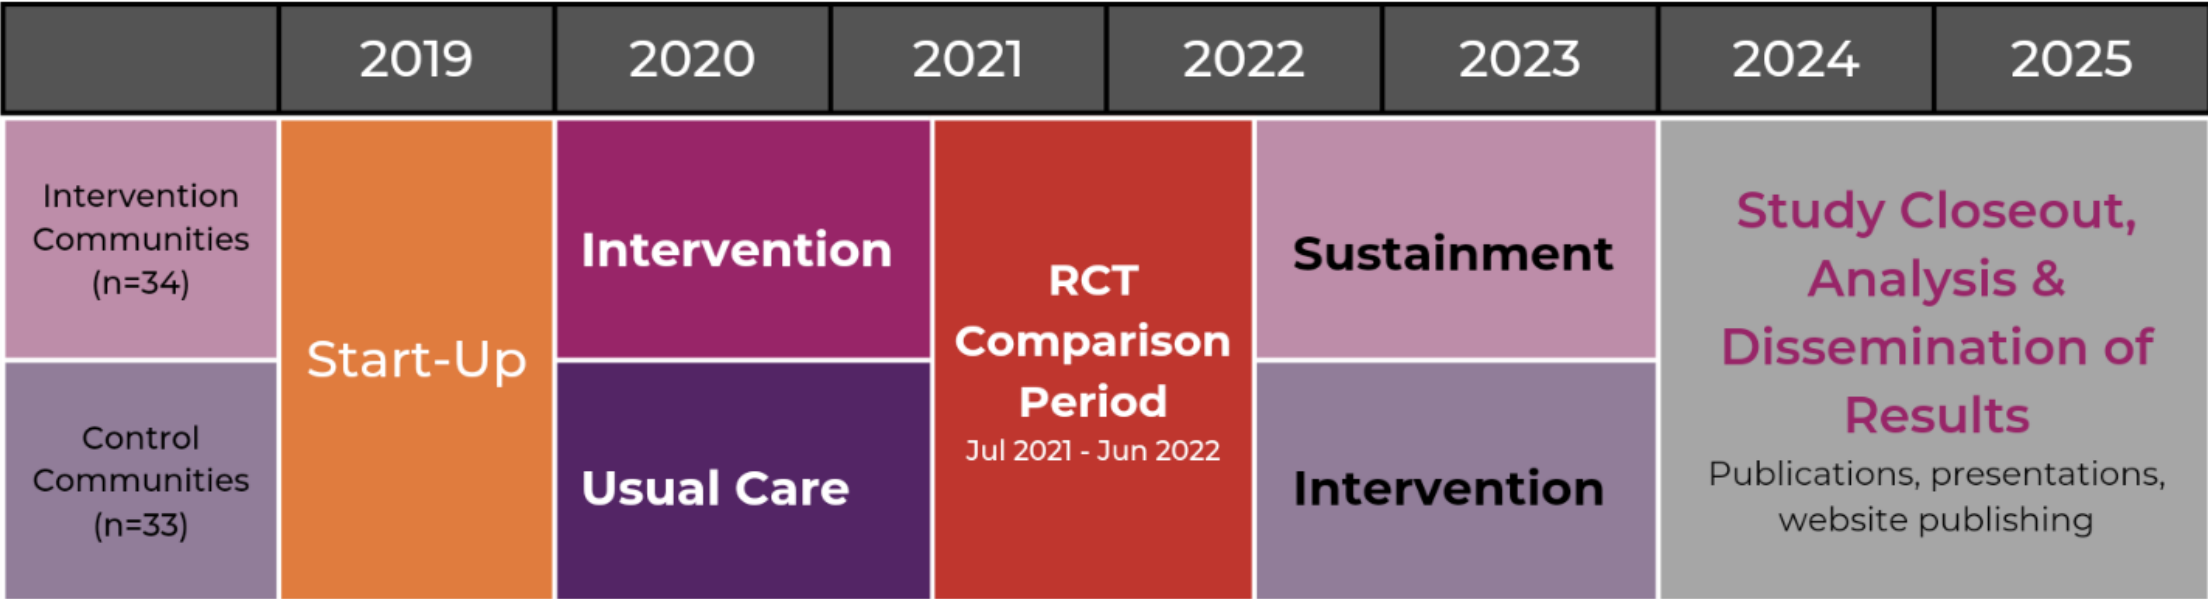 2019 2020 2021 2022 2023 2024 2025
Intervention
Communities
(n=34)
Control
Communities
(n=33)
Start-Up
Intervention
Usual Care
RCT
Comparison
Period
Jul 2021 - Jun 2022
Sustainment
Intervention
Study Closeout,
Analysis &
Dissemination of
Results
Publications, presentations,
website publishing